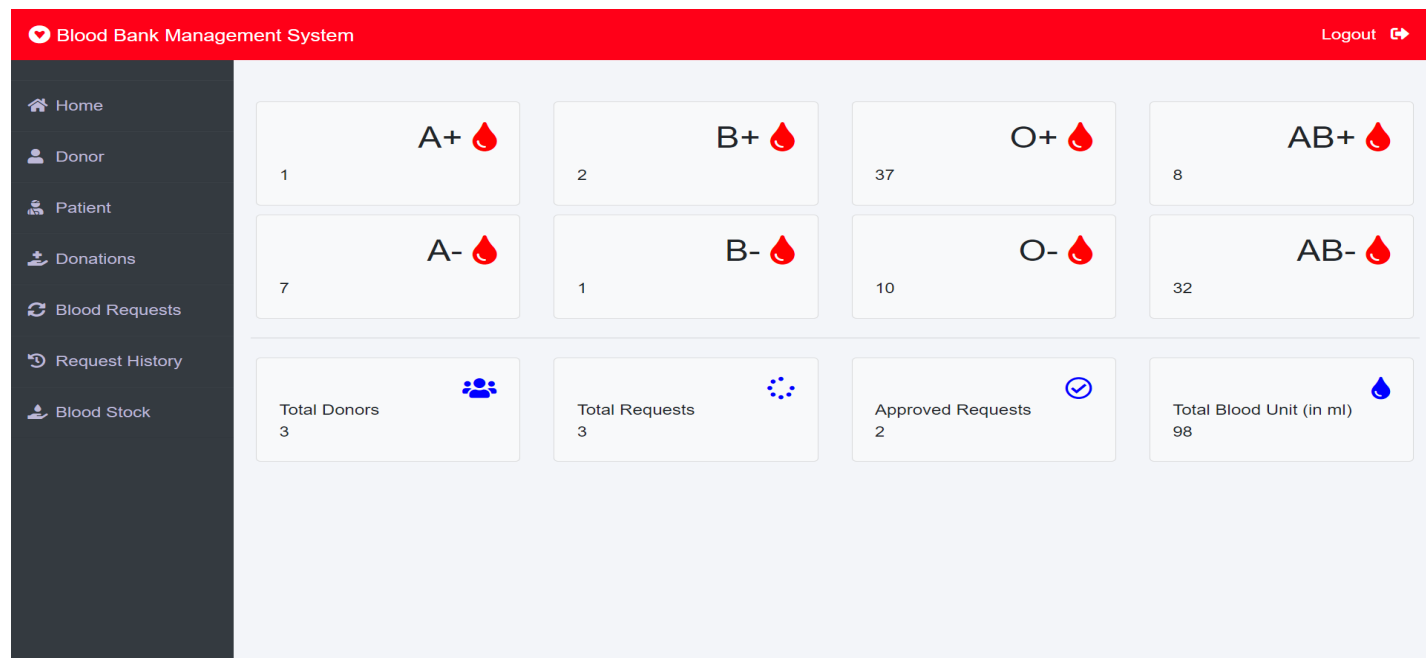 Blood Bank Management System
Logout
Home
Donor
Patient
Donations
Blood Requests
Request History
Blood Stock
A+
1
B+
2
O+
37
AB+
8
A-
7
B-
1
O-
10
AB-
32
Total Donors
3
Total Requests
3
Approved Requests
2
Total Blood Unit (in ml)
98